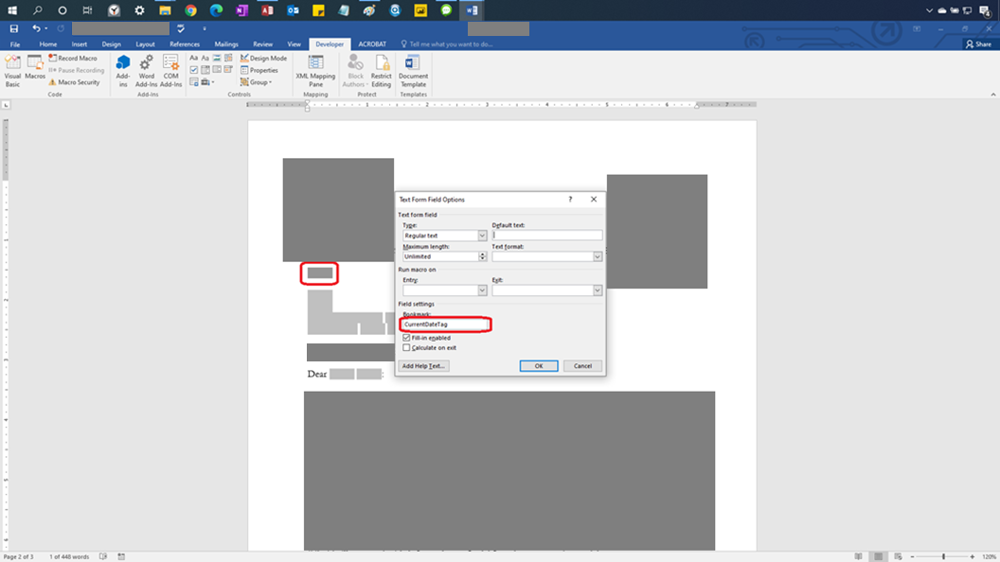 File Home Insert Design Layout References Mailings Review View Developer ACROBAT Tell me what you want to do... Share
Visual Basic
Macros
Record Macro
Pause Recording
Macro Security
Code
Add-ins
Word Add-Ins
COM Add-Ins
Add-Ins
Design Mode
Properties
Group
Controls
XML Mapping Pane
Mapping
Block Authors
Restrict Editing
Protect
Document Template
Templates
Text Form Field Options
Text form field
Type: Default text:
Regular text
Maximum length: Text format:
Unlimited
Run macro on
Entry: Exit:
Field settings
Bookmark:
CurrentDateTag
Fill-in enabled
Calculate on exit
Add Help Text... OK Cancel
Dear :
Page 2 of 3 1 of 448 words 120%